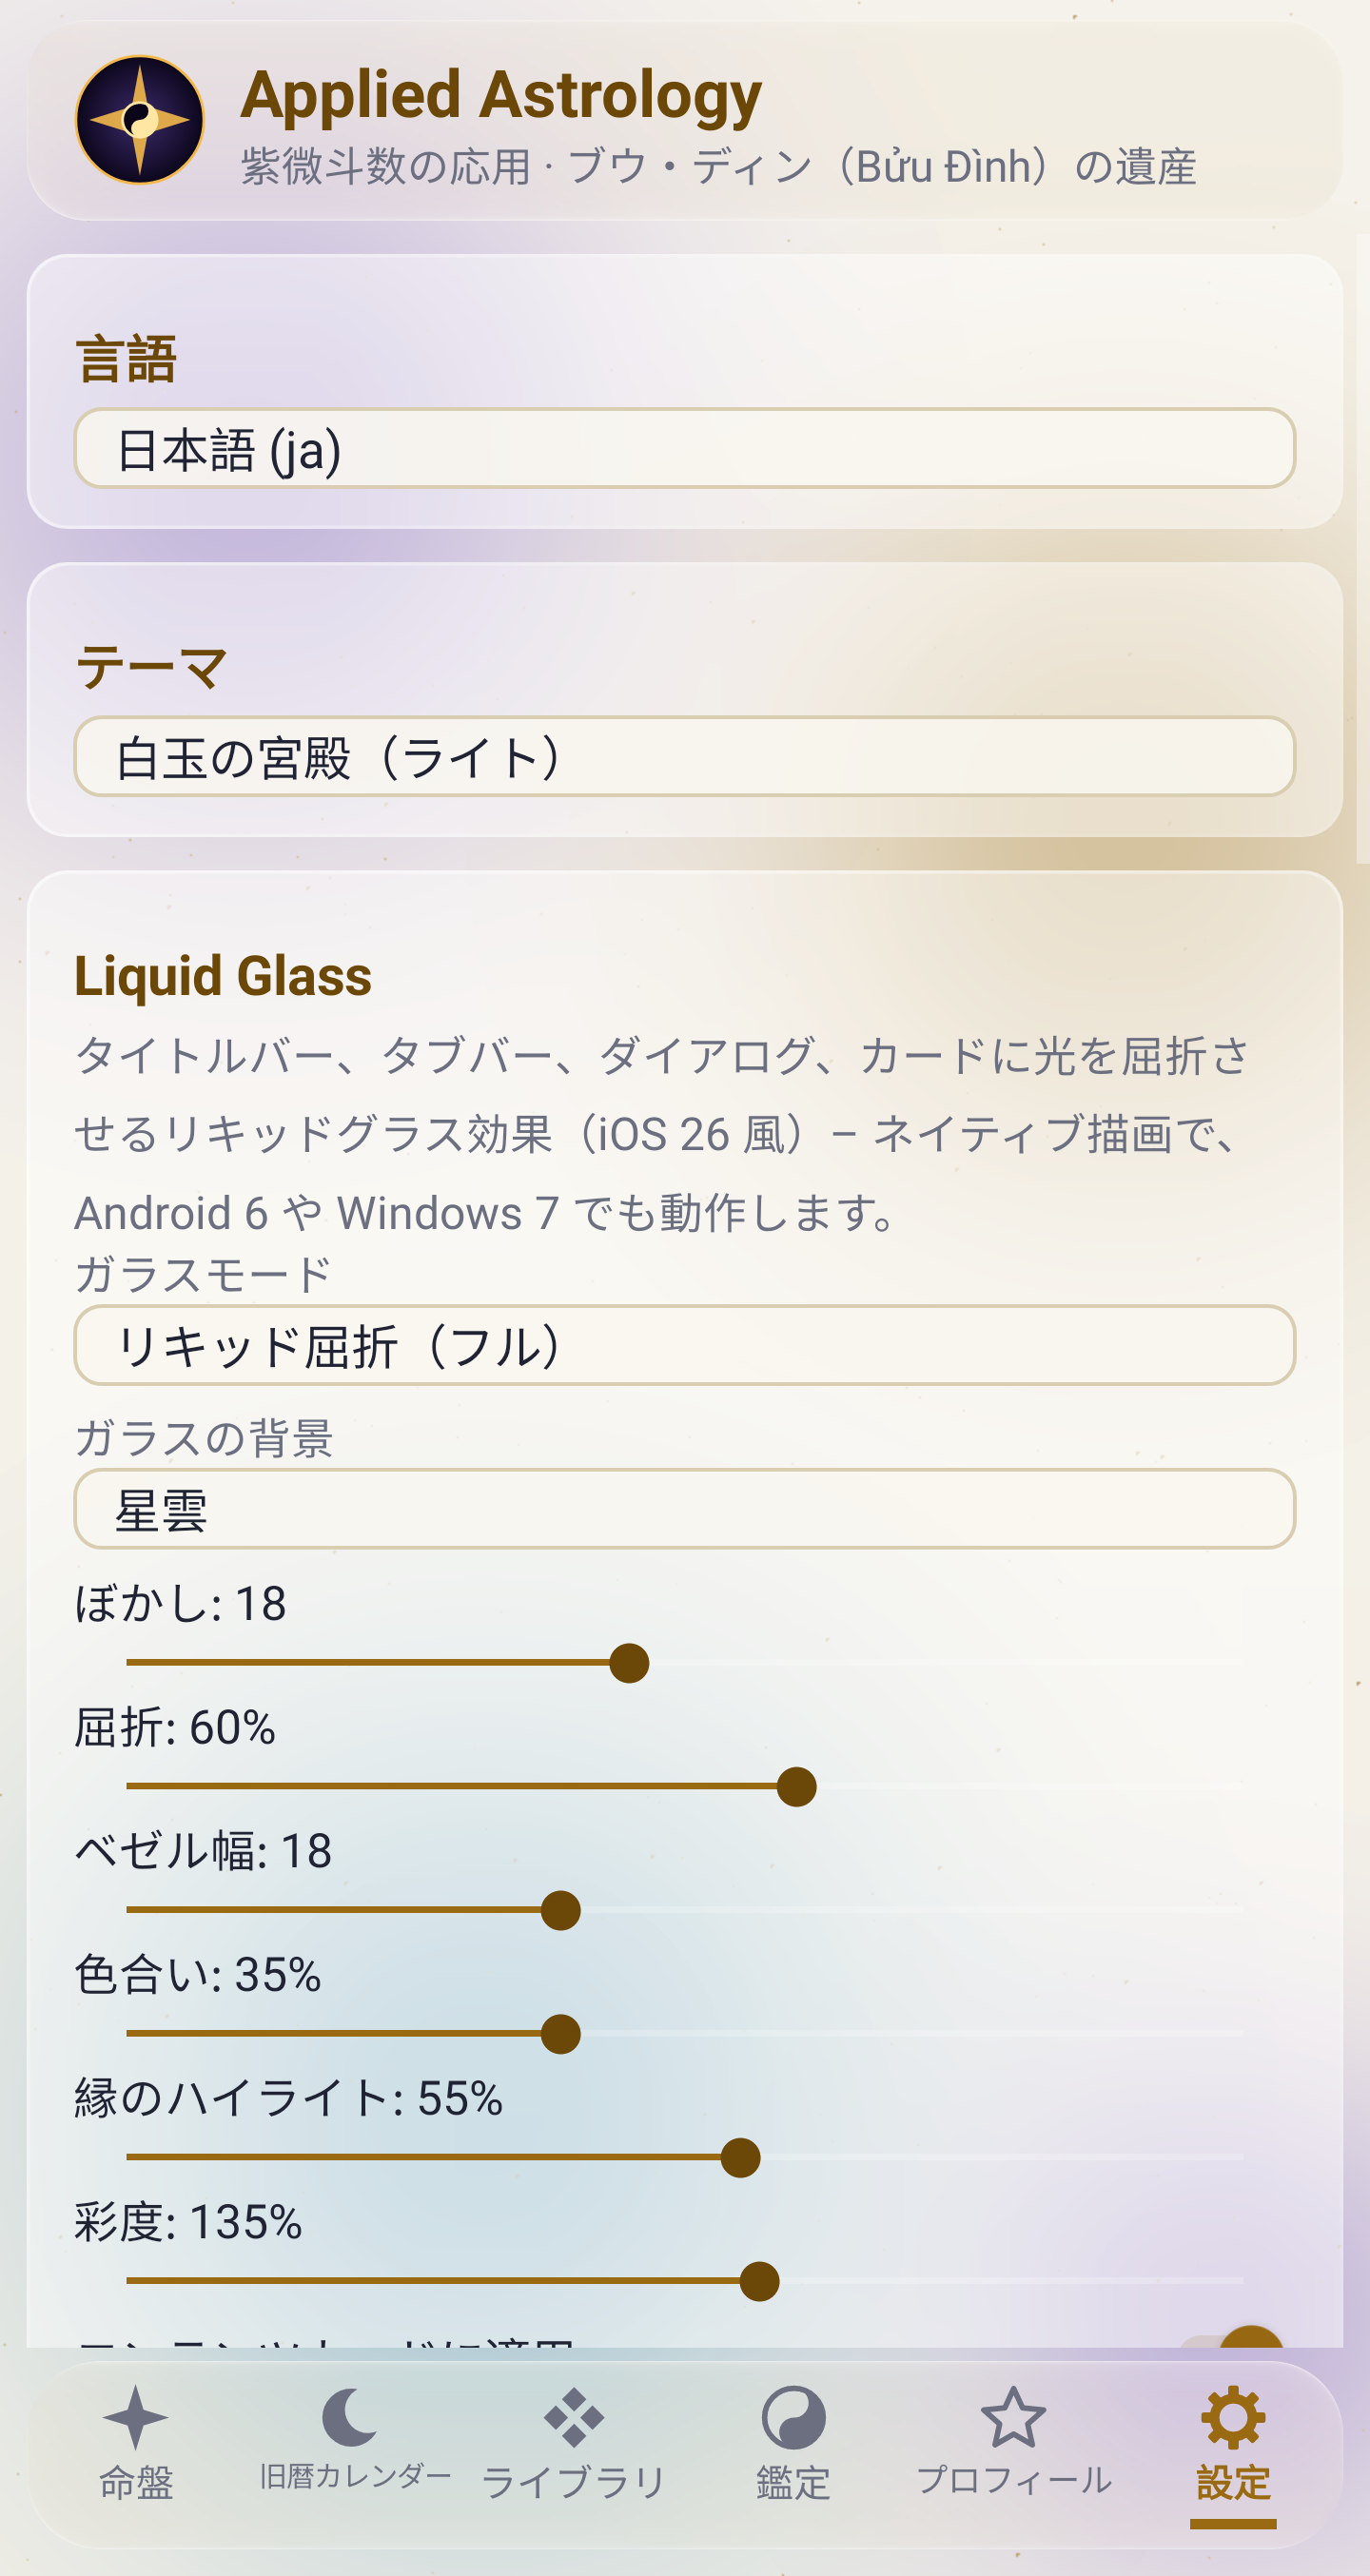 Applied Astrology
紫微斗数の応用 · ブウ・ディン（Bửu Đình）の遺産
言語
日本語 (ja)
テーマ
白玉の宮殿（ライト）
Liquid Glass
タイトルバー、タブバー、ダイアログ、カードに光を屈折さ
せるリキッドグラス効果（iOS 26 風）– ネイティブ描画で、
Android 6 や Windows 7 でも動作します。
ガラスモード
リキッド屈折（フル）
ガラスの背景
星雲
ぼかし: 18
屈折: 60%
ベゼル幅: 18
色合い: 35%
縁のハイライト: 55%
彩度: 135%
命盤
旧暦カレンダー
ライブラリ
鑑定
プロフィール
設定